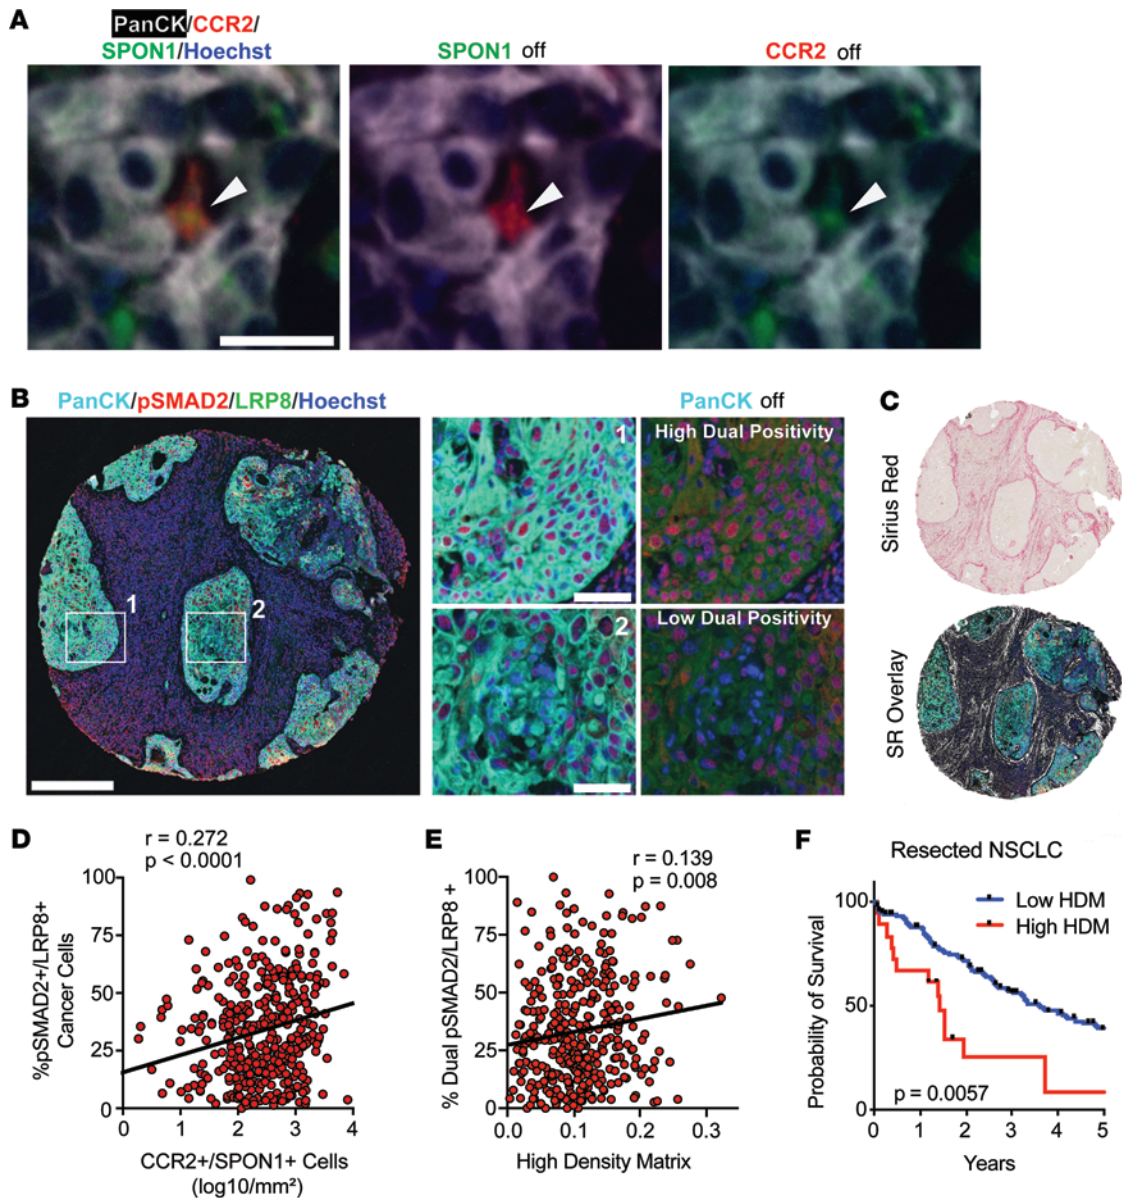 A
PanCK/CCR2/
SPON1/Hoechst
SPON1 off
CCR2 off
B
PanCK/pSMAD2/LRP8/Hoechst
PanCK off
1
2
1
High Dual Positivity
2
Low Dual Positivity
C
Sirius Red
SR Overlay
D
r = 0.272
p < 0.0001
%pSMAD2+/LRP8+
Cancer Cells
100
75
50
25
0
0 1 2 3 4
CCR2+/SPON1+ Cells
(log10/mm²)
E
r = 0.139
p = 0.008
% Dual pSMAD2/LRP8 +
100
75
50
25
0
0.0 0.1 0.2 0.3
High Density Matrix
F
Resected NSCLC
Low HDM
High HDM
Probability of Survival
100
50
0
p = 0.0057
0 1 2 3 4 5
Years